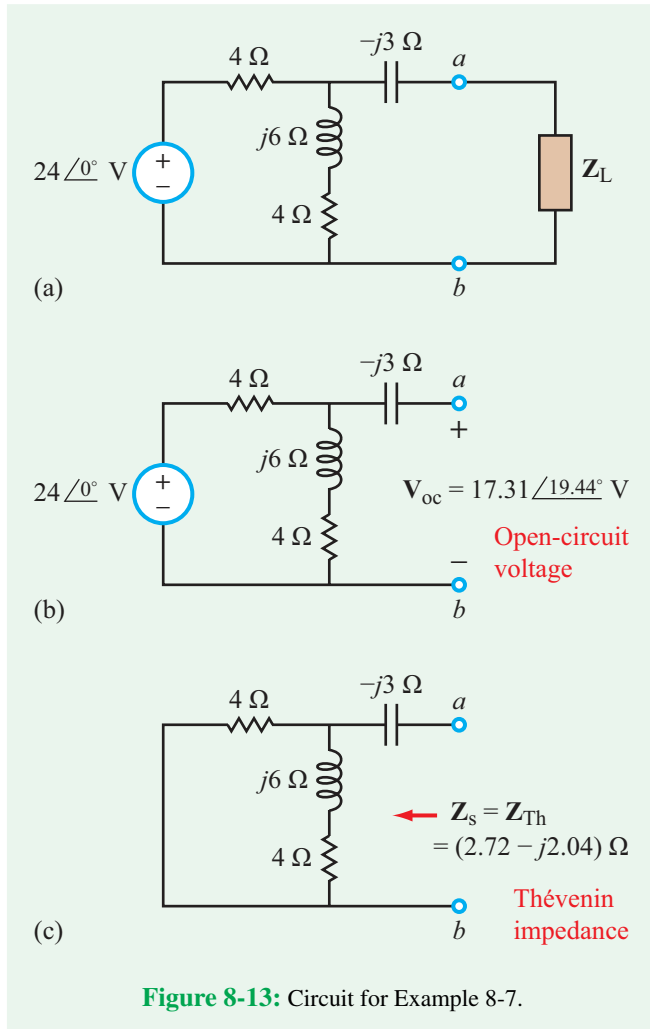 4 Ω
−j3 Ω
a
j6 Ω
24 /0° V
+
−
4 Ω
Z_L
b
(a)
4 Ω
−j3 Ω
a
+
j6 Ω
24 /0° V
+
−
V_oc = 17.31 /19.44° V
4 Ω
Open-circuit
voltage
−
b
(b)
4 Ω
−j3 Ω
a
j6 Ω
Z_s = Z_Th
= (2.72 − j2.04) Ω
4 Ω
Thévenin
impedance
b
(c)
Figure 8-13: Circuit for Example 8-7.